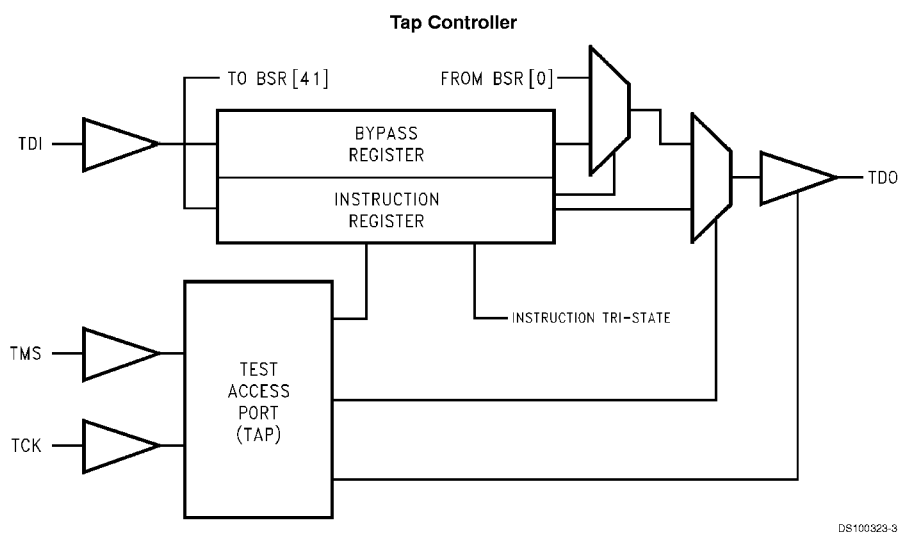 Tap Controller
TO BSR[41]
FROM BSR[0]
TDI
BYPASS
REGISTER
INSTRUCTION
REGISTER
TDO
INSTRUCTION TRI-STATE
TMS
TEST
ACCESS
PORT
(TAP)
TCK
DS100323-3